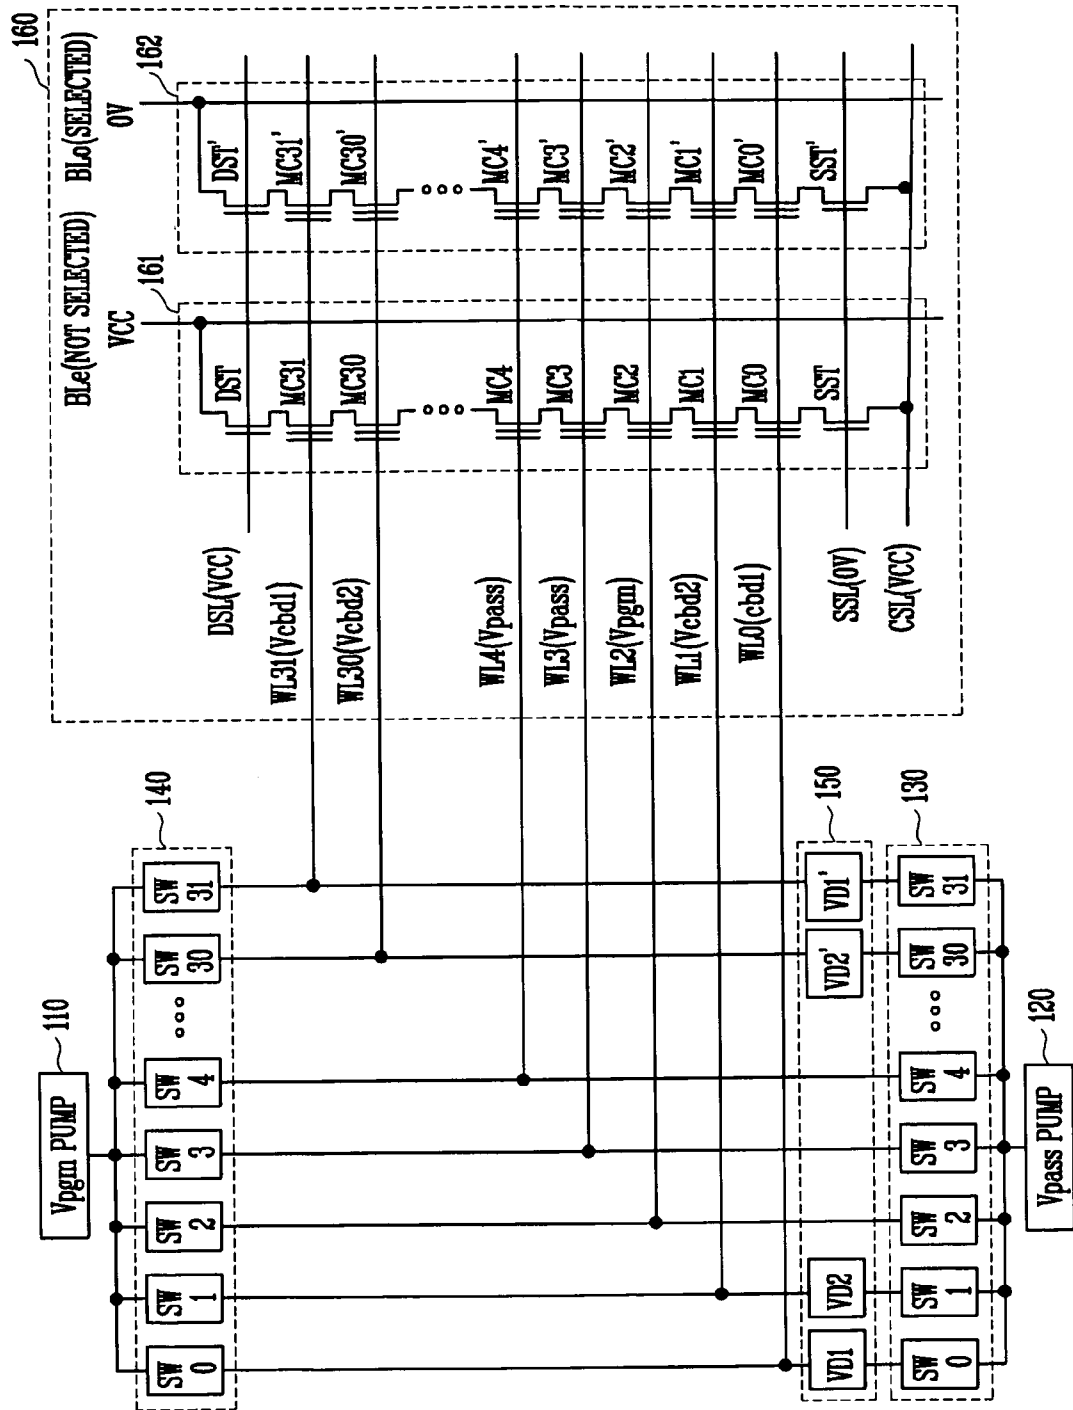 160
BLe(NOT SELECTED)
BLo(SELECTED)
VCC
0V
161
162
DST
DST'
MC31
MC31'
MC30
MC30'
MC4
MC4'
MC3
MC3'
MC2
MC2'
MC1
MC1'
MC0
MC0'
SST
SST'
DSL(VCC)
WL31(Vcbd1)
WL30(Vcbd2)
WL4(Vpass)
WL3(Vpass)
WL2(Vpgm)
WL1(Vcbd2)
WL0(cbd1)
SSL(0V)
CSL(VCC)
Vpgm PUMP
110
140
SW 0
SW 1
SW 2
SW 3
SW 4
SW 30
SW 31
150
VD1
VD2
VD2'
VD1'
130
SW 0
SW 1
SW 2
SW 3
SW 4
SW 30
SW 31
Vpass PUMP
120